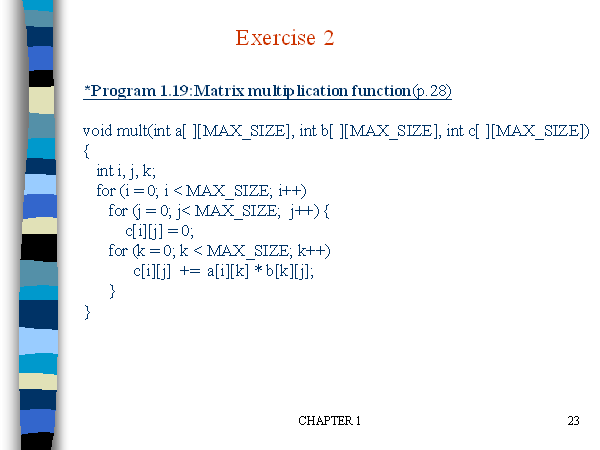 Exercise 2
*Program 1.19:Matrix multiplication function(p.28)
void mult(int a[ ][MAX_SIZE], int b[ ][MAX_SIZE], int c[ ][MAX_SIZE])
{
int i, j, k;
for (i = 0; i < MAX_SIZE; i++)
for (j = 0; j< MAX_SIZE;  j++) {
c[i][j] = 0;
for (k = 0; k < MAX_SIZE; k++)
c[i][j]  += a[i][k] * b[k][j];
}
}
CHAPTER 1
23